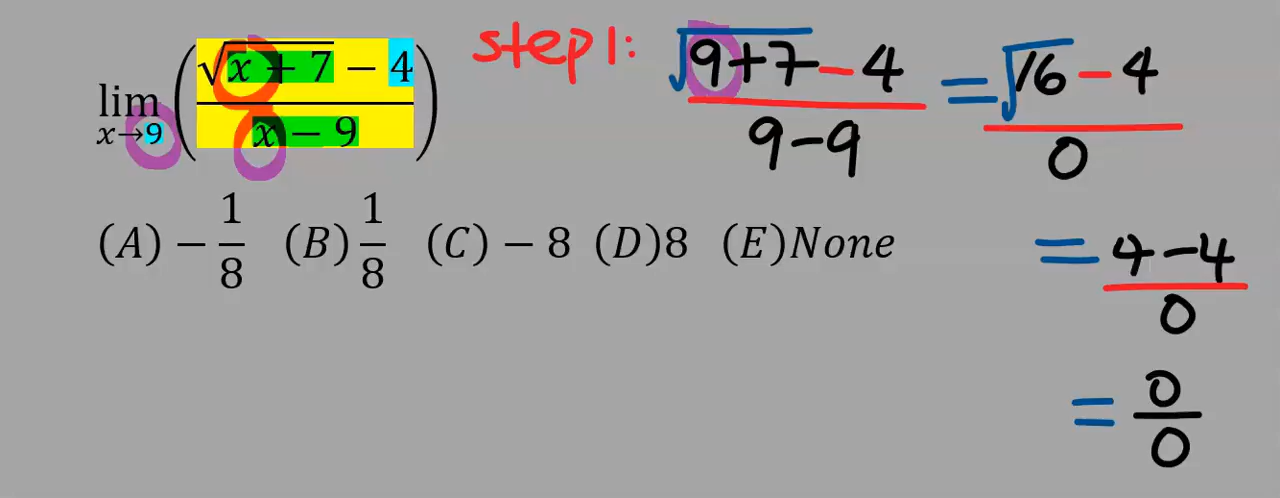 lim x→9 ((√(x + 7) − 4)/(x − 9))
step1: (√(9+7) − 4)/(9−9) = (√16 − 4)/0
(A) − 1/8 (B) 1/8 (C) − 8 (D)8 (E)None
= (4−4)/0
= 0/0